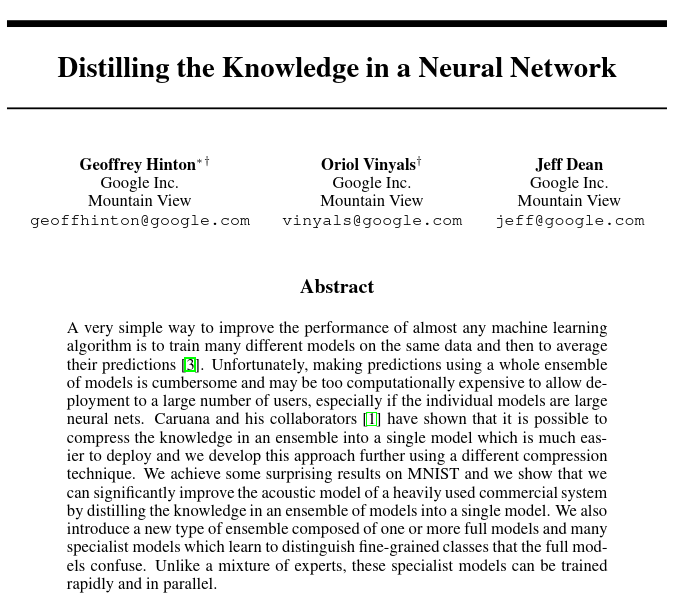 Distilling the Knowledge in a Neural Network
Geoffrey Hinton∗† Oriol Vinyals† Jeff Dean
Google Inc. Google Inc. Google Inc.
Mountain View Mountain View Mountain View
geoffhinton@google.com vinyals@google.com jeff@google.com
Abstract
A very simple way to improve the performance of almost any machine learning
algorithm is to train many different models on the same data and then to average
their predictions [3]. Unfortunately, making predictions using a whole ensemble
of models is cumbersome and may be too computationally expensive to allow de-
ployment to a large number of users, especially if the individual models are large
neural nets. Caruana and his collaborators [1] have shown that it is possible to
compress the knowledge in an ensemble into a single model which is much eas-
ier to deploy and we develop this approach further using a different compression
technique. We achieve some surprising results on MNIST and we show that we
can significantly improve the acoustic model of a heavily used commercial system
by distilling the knowledge in an ensemble of models into a single model. We also
introduce a new type of ensemble composed of one or more full models and many
specialist models which learn to distinguish fine-grained classes that the full mod-
els confuse. Unlike a mixture of experts, these specialist models can be trained
rapidly and in parallel.